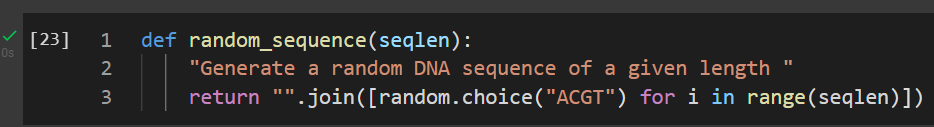 [23] 1 def random_sequence(seqlen):
2 "Generate a random DNA sequence of a given length "
3 return "".join([random.choice("ACGT") for i in range(seqlen)])
0s